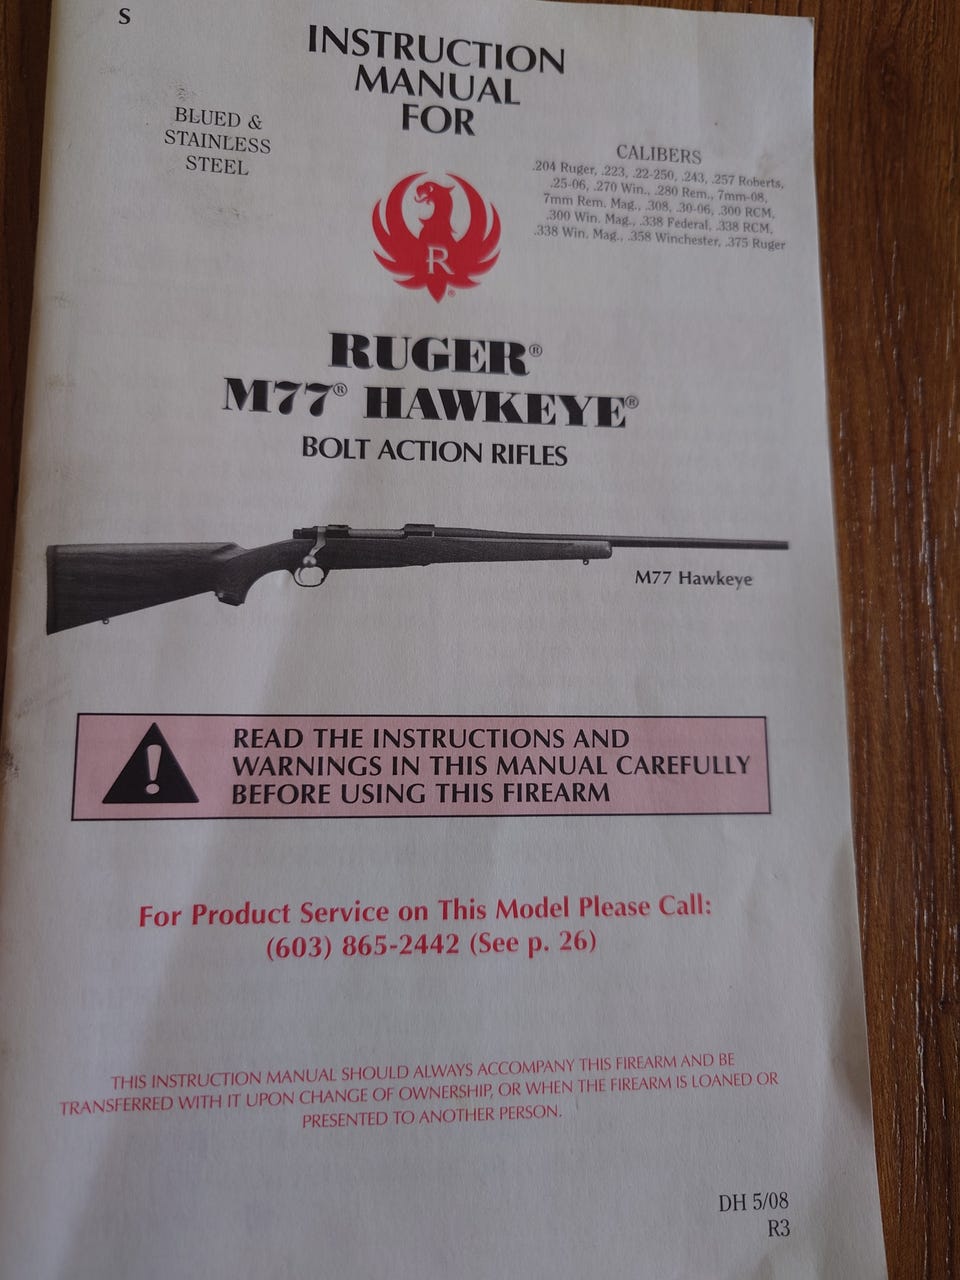 S
INSTRUCTION
MANUAL
FOR
BLUED &
STAINLESS
STEEL
CALIBERS
.204 Ruger, .223, .22-250, .243, .257 Roberts,
.25-06, .270 Win., .280 Rem., 7mm-08,
7mm Rem. Mag., .308, .30-06, .300 RCM,
.300 Win. Mag., .338 Federal, .338 RCM,
.338 Win. Mag., .358 Winchester, .375 Ruger
R®
RUGER®
M77® HAWKEYE®
BOLT ACTION RIFLES
M77 Hawkeye
! READ THE INSTRUCTIONS AND
WARNINGS IN THIS MANUAL CAREFULLY
BEFORE USING THIS FIREARM
For Product Service on This Model Please Call:
(603) 865-2442 (See p. 26)
THIS INSTRUCTION MANUAL SHOULD ALWAYS ACCOMPANY THIS FIREARM AND BE
TRANSFERRED WITH IT UPON CHANGE OF OWNERSHIP, OR WHEN THE FIREARM IS LOANED OR
PRESENTED TO ANOTHER PERSON.
DH 5/08
R3